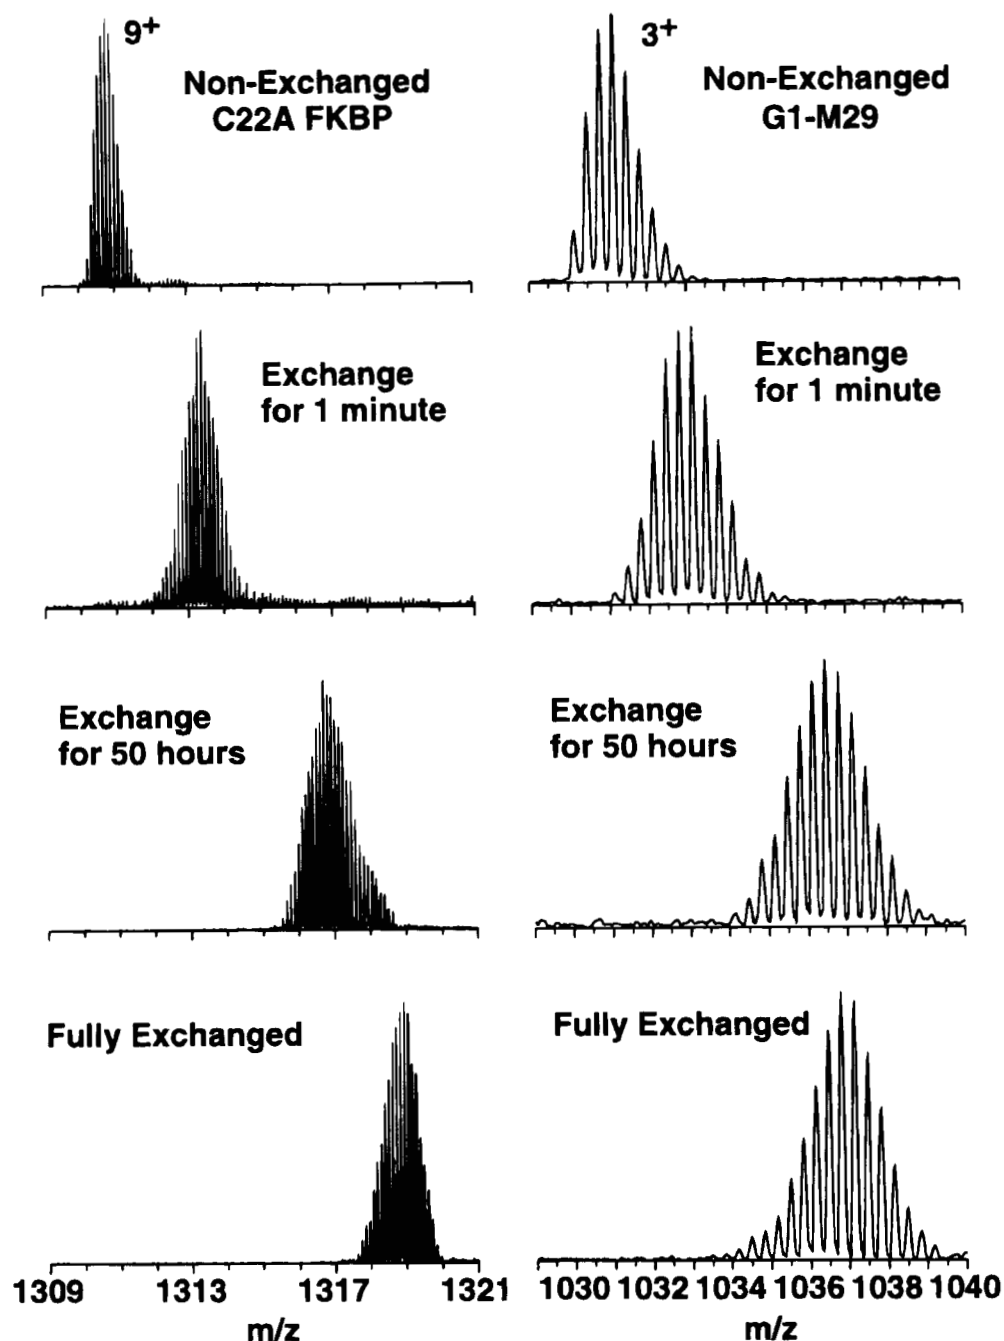 9+
Non-Exchanged
C22A FKBP
3+
Non-Exchanged
G1-M29
Exchange
for 1 minute
Exchange
for 1 minute
Exchange
for 50 hours
Exchange
for 50 hours
Fully Exchanged
Fully Exchanged
1309 1313 1317 1321
m/z
1030 1032 1034 1036 1038 1040
m/z